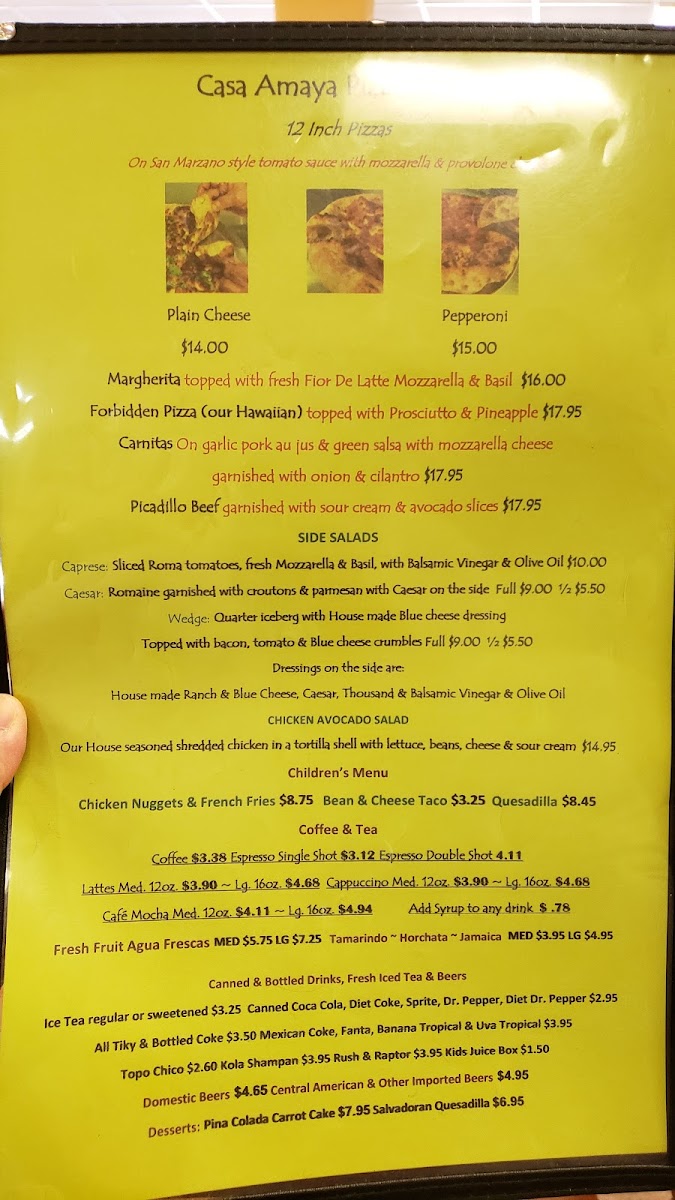 Casa Amaya
12 Inch Pizzas
On San Marzano style tomato sauce with mozzarella & provolone
Plain Cheese Pepperoni
$14.00 $15.00
Margherita topped with fresh Fior De Latte Mozzarella & Basil $16.00
Forbidden Pizza (our Hawaiian) topped with Prosciutto & Pineapple $17.95
Carnitas On garlic pork au jus & green salsa with mozzarella cheese
garnished with onion & cilantro $17.95
Picadillo Beef garnished with sour cream & avocado slices $17.95
SIDE SALADS
Caprese: Sliced Roma tomatoes, fresh Mozzarella & Basil, with Balsamic Vinegar & Olive Oil $10.00
Caesar: Romaine garnished with croutons & parmesan with Caesar on the side Full $9.00 ½ $5.50
Wedge: Quarter iceberg with House made Blue cheese dressing
Topped with bacon, tomato & Blue cheese crumbles Full $9.00 ½ $5.50
Dressings on the side are:
House made Ranch & Blue Cheese, Caesar, Thousand & Balsamic Vinegar & Olive Oil
CHICKEN AVOCADO SALAD
Our House seasoned shredded chicken in a tortilla shell with lettuce, beans, cheese & sour cream $14.95
Children's Menu
Chicken Nuggets & French Fries $8.75 Bean & Cheese Taco $3.25 Quesadilla $8.45
Coffee & Tea
Coffee $3.38 Espresso Single Shot $3.12 Espresso Double Shot 4.11
Lattes Med. 12oz. $3.90 ~ Lg. 16oz. $4.68 Cappuccino Med. 12oz. $3.90 ~ Lg. 16oz. $4.68
Café Mocha Med. 12oz. $4.11 ~ Lg. 16oz. $4.94 Add Syrup to any drink $ .78
Fresh Fruit Agua Frescas MED $5.75 LG $7.25 Tamarindo ~ Horchata ~ Jamaica MED $3.95 LG $4.95
Canned & Bottled Drinks, Fresh Iced Tea & Beers
Ice Tea regular or sweetened $3.25 Canned Coca Cola, Diet Coke, Sprite, Dr. Pepper, Diet Dr. Pepper $2.95
All Tiky & Bottled Coke $3.50 Mexican Coke, Fanta, Banana Tropical & Uva Tropical $3.95
Topo Chico $2.60 Kola Shampan $3.95 Rush & Raptor $3.95 Kids Juice Box $1.50
Domestic Beers $4.65 Central American & Other Imported Beers $4.95
Desserts: Pina Colada Carrot Cake $7.95 Salvadoran Quesadilla $6.95